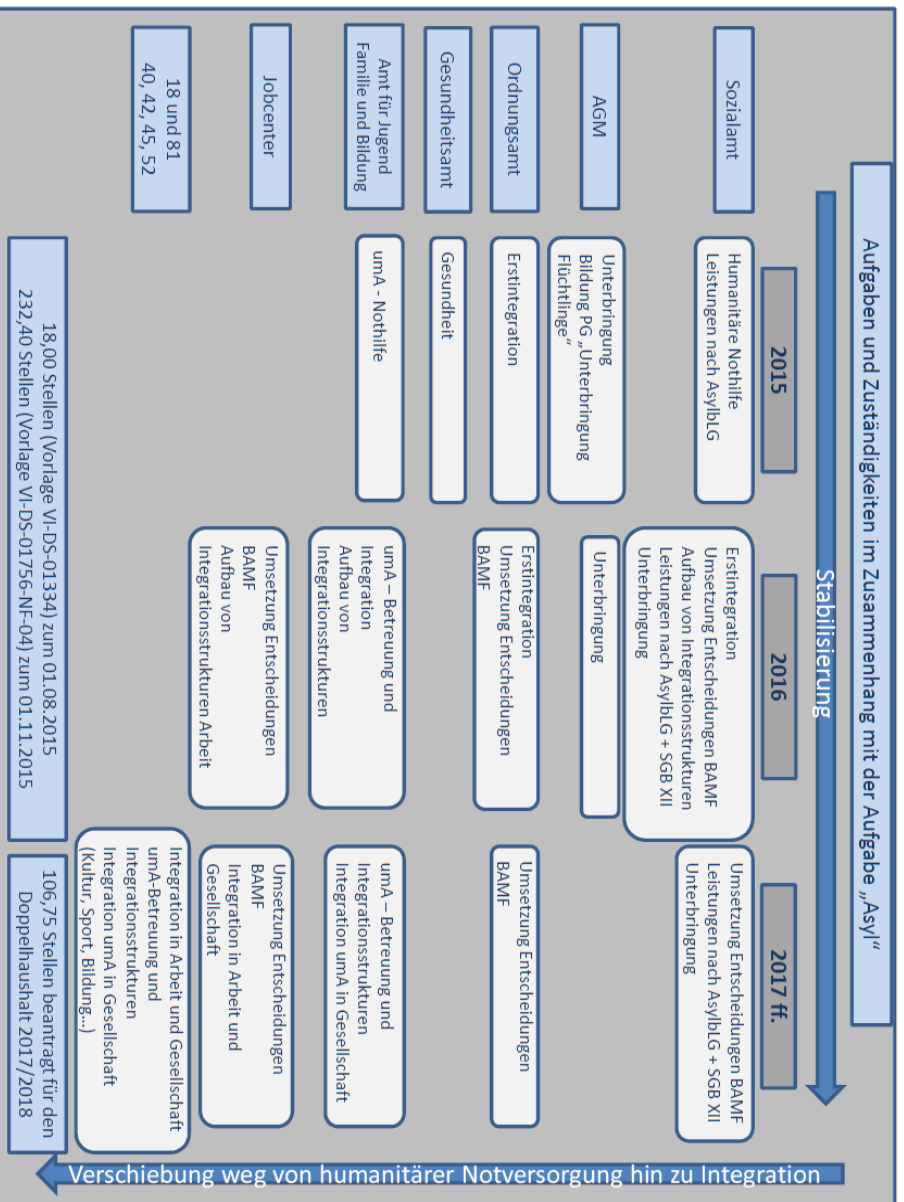 Aufgaben und Zuständigkeiten im Zusammenhang mit der Aufgabe „Asyl“
Stabilisierung
2015
2016
2017 ff.
Sozialamt
Humanitäre Nothilfe
Leistungen nach AsylbLG
Erstintegration
Umsetzung Entscheidungen BAMF
Aufbau von Integrationsstrukturen
Leistungen nach AsylbLG + SGB XII
Unterbringung
Umsetzung Entscheidungen BAMF
Leistungen nach AsylbLG + SGB XII
Unterbringung
AGM
Unterbringung
Bildung PG „Unterbringung
Flüchtlinge“
Unterbringung
Ordnungsamt
Erstintegration
Erstintegration
Umsetzung Entscheidungen
BAMF
Umsetzung Entscheidungen
BAMF
Gesundheitsamt
Gesundheit
Amt für Jugend
Familie und Bildung
umA - Nothilfe
umA – Betreuung und
Integration
Aufbau von
Integrationsstrukturen
umA – Betreuung und
Integrationsstrukturen
Integration umA in Gesellschaft
Jobcenter
Umsetzung Entscheidungen
BAMF
Aufbau von
Integrationsstrukturen Arbeit
Umsetzung Entscheidungen
BAMF
Integration in Arbeit und
Gesellschaft
18 und 81
40, 42, 45, 52
Integration in Arbeit und Gesellschaft
umA-Betreuung und
Integrationsstrukturen
Integration umA in Gesellschaft
(Kultur, Sport, Bildung...)
18,00 Stellen (Vorlage VI-DS-01334) zum 01.08.2015
232,40 Stellen (Vorlage VI-DS-01756-NF-04) zum 01.11.2015
106,75 Stellen beantragt für den
Doppelhaushalt 2017/2018
Verschiebung weg von humanitärer Notversorgung hin zu Integration